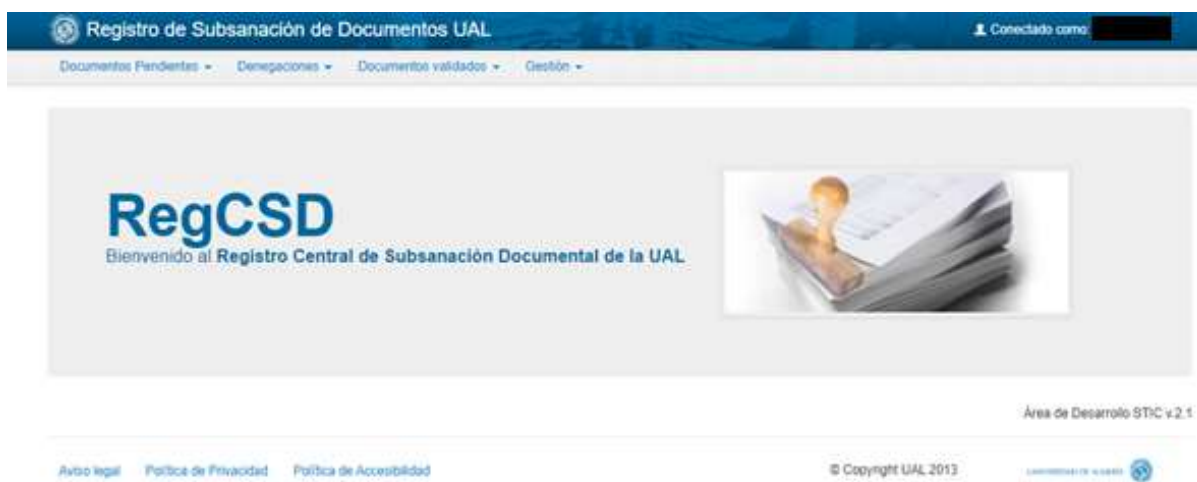 Registro de Subsanación de Documentos UAL
Conectado como:
Documentos Pendientes Denegaciones Documentos validados Gestión
RegCSD
Bienvenido al Registro Central de Subsanación Documental de la UAL
Área de Desarrollo STIC v.2.1
Aviso legal Política de Privacidad Política de Accesibilidad © Copyright UAL 2013